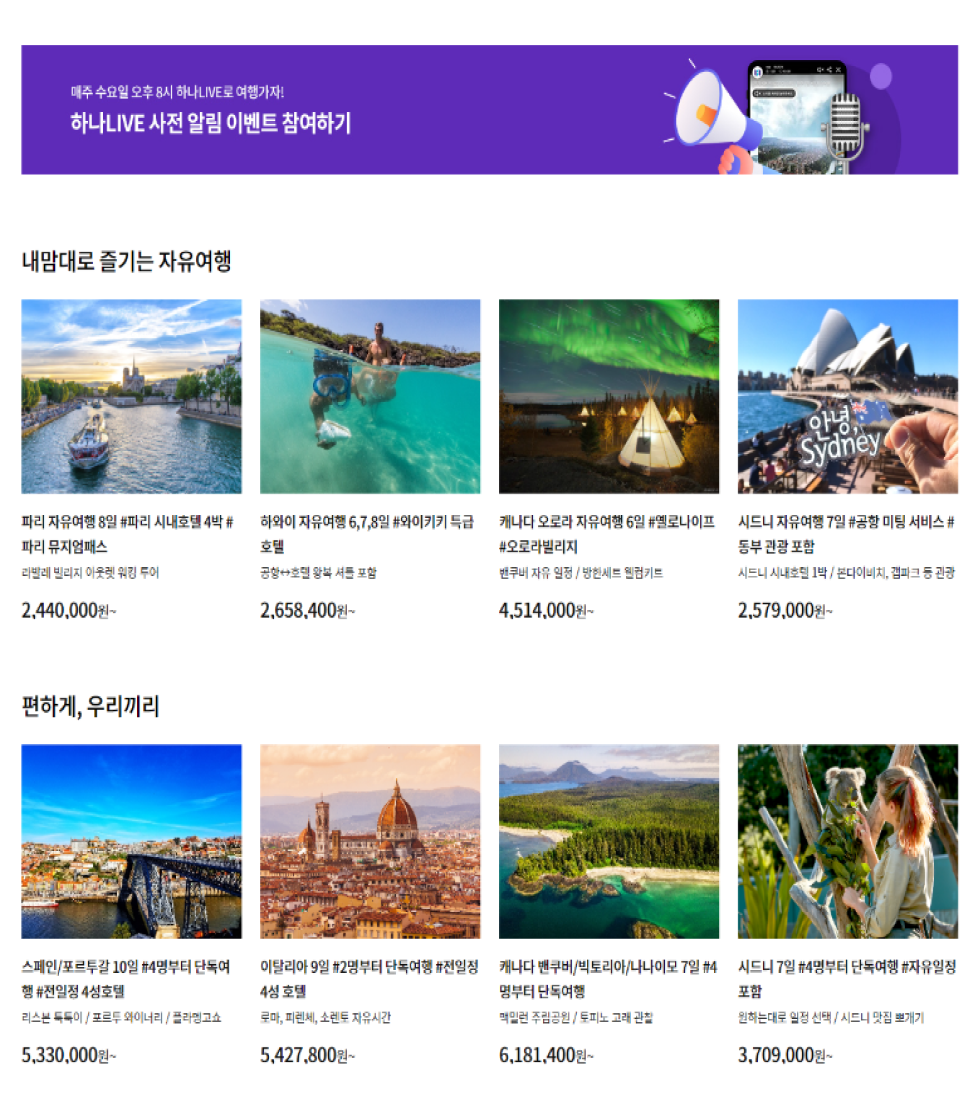 매주 수요일 오후 8시 하나LIVE로 여행가자!
하나LIVE 사전 알림 이벤트 참여하기
내맘대로 즐기는 자유여행
안녕,
Sydney
파리 자유여행 8일 #파리 시내호텔 4박 #
파리 뮤지엄패스
라발레 빌리지 아웃렛 워킹 투어
2,440,000원~
하와이 자유여행 6,7,8일 #와이키키 특급
호텔
공항↔호텔 왕복 셔틀 포함
2,658,400원~
캐나다 오로라 자유여행 6일 #옐로나이프
#오로라빌리지
밴쿠버 자유 일정 / 방한세트 웰컴키트
4,514,000원~
시드니 자유여행 7일 #공항 미팅 서비스 #
동부 관광 포함
시드니 시내호텔 1박 / 본다이비치, 갭파크 등 관광
2,579,000원~
편하게, 우리끼리
스페인/포르투갈 10일 #4명부터 단독여
행 #전일정 4성호텔
리스본 툭툭이 / 포르투 와이너리 / 플라멩고쇼
5,330,000원~
이탈리아 9일 #2명부터 단독여행 #전일정
4성 호텔
로마, 피렌체, 소렌토 자유시간
5,427,800원~
캐나다 밴쿠버/빅토리아/나나이모 7일 #4
명부터 단독여행
맥밀런 주립공원 / 토피노 고래 관찰
6,181,400원~
시드니 7일 #4명부터 단독여행 #자유일정
포함
원하는대로 일정 선택 / 시드니 맛집 뽀개기
3,709,000원~